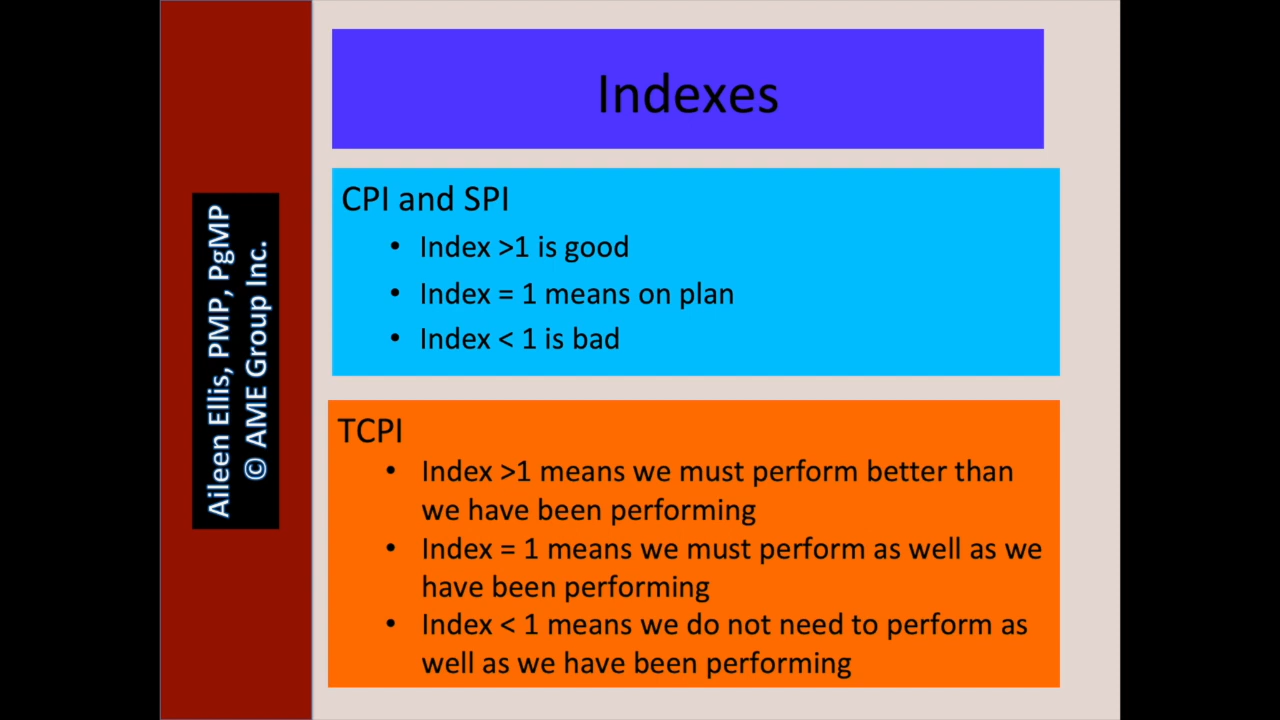 Indexes
CPI and SPI
• Index >1 is good
• Index = 1 means on plan
• Index < 1 is bad
TCPI
• Index >1 means we must perform better than
we have been performing
• Index = 1 means we must perform as well as we
have been performing
• Index < 1 means we do not need to perform as
well as we have been performing
Aileen Ellis, PMP, PgMP
© AME Group Inc.